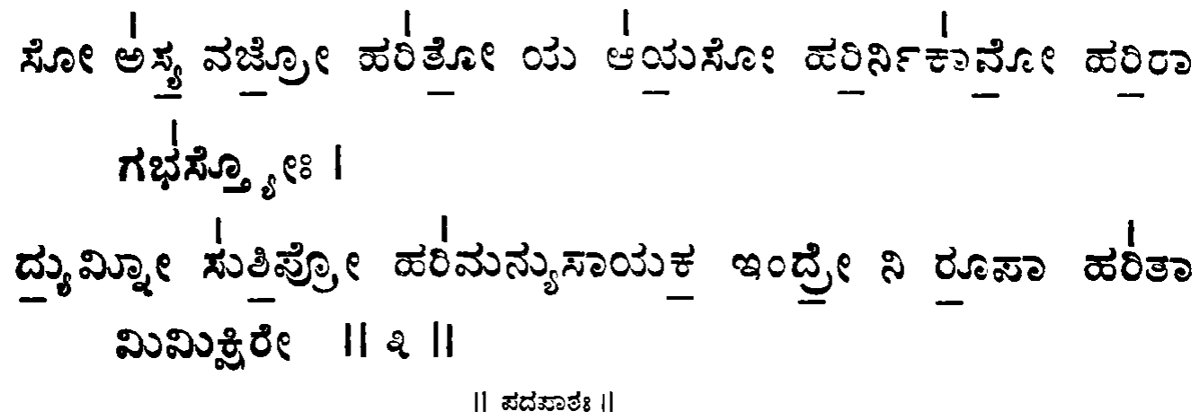 ಸೋ ಅ॑ಸ್ಯ॒ ವಜ್ರೋ॒ ಹರಿ॑ತೋ॒ ಯ ಆ॑ಯ॒ಸೋ ಹರಿ॒ರ್ನಿಕಾ॑ನೋ॒ ಹರಿ॒ರಾ
ಗಭ॑ಸ್ತ್ಯೋ॒ಃ |
ದ್ಯು॒ಮ್ನೀ ಸು॑ಶಿ॒ಪ್ರೋ ಹರಿ॑ಮನ್ಯುಸಾಯಕ॒ ಇಂದ್ರೇ॒ ನಿ ರೂ॒ಪಾ ಹರಿ॑ತಾ
ಮಿಮಿಕ್ಷಿರೇ || ೩ ||
|| ಪದಪಾಠಃ ||